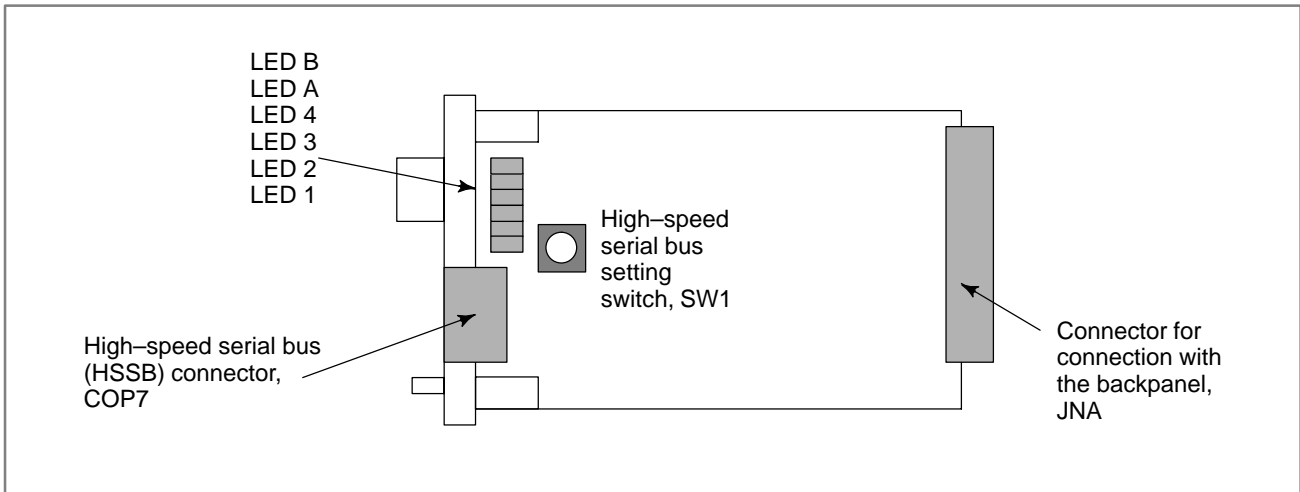 LED B
LED A
LED 4
LED 3
LED 2
LED 1
High–speed
serial bus
setting
switch, SW1
High–speed serial bus
(HSSB) connector,
COP7
Connector for
connection with
the backpanel,
JNA